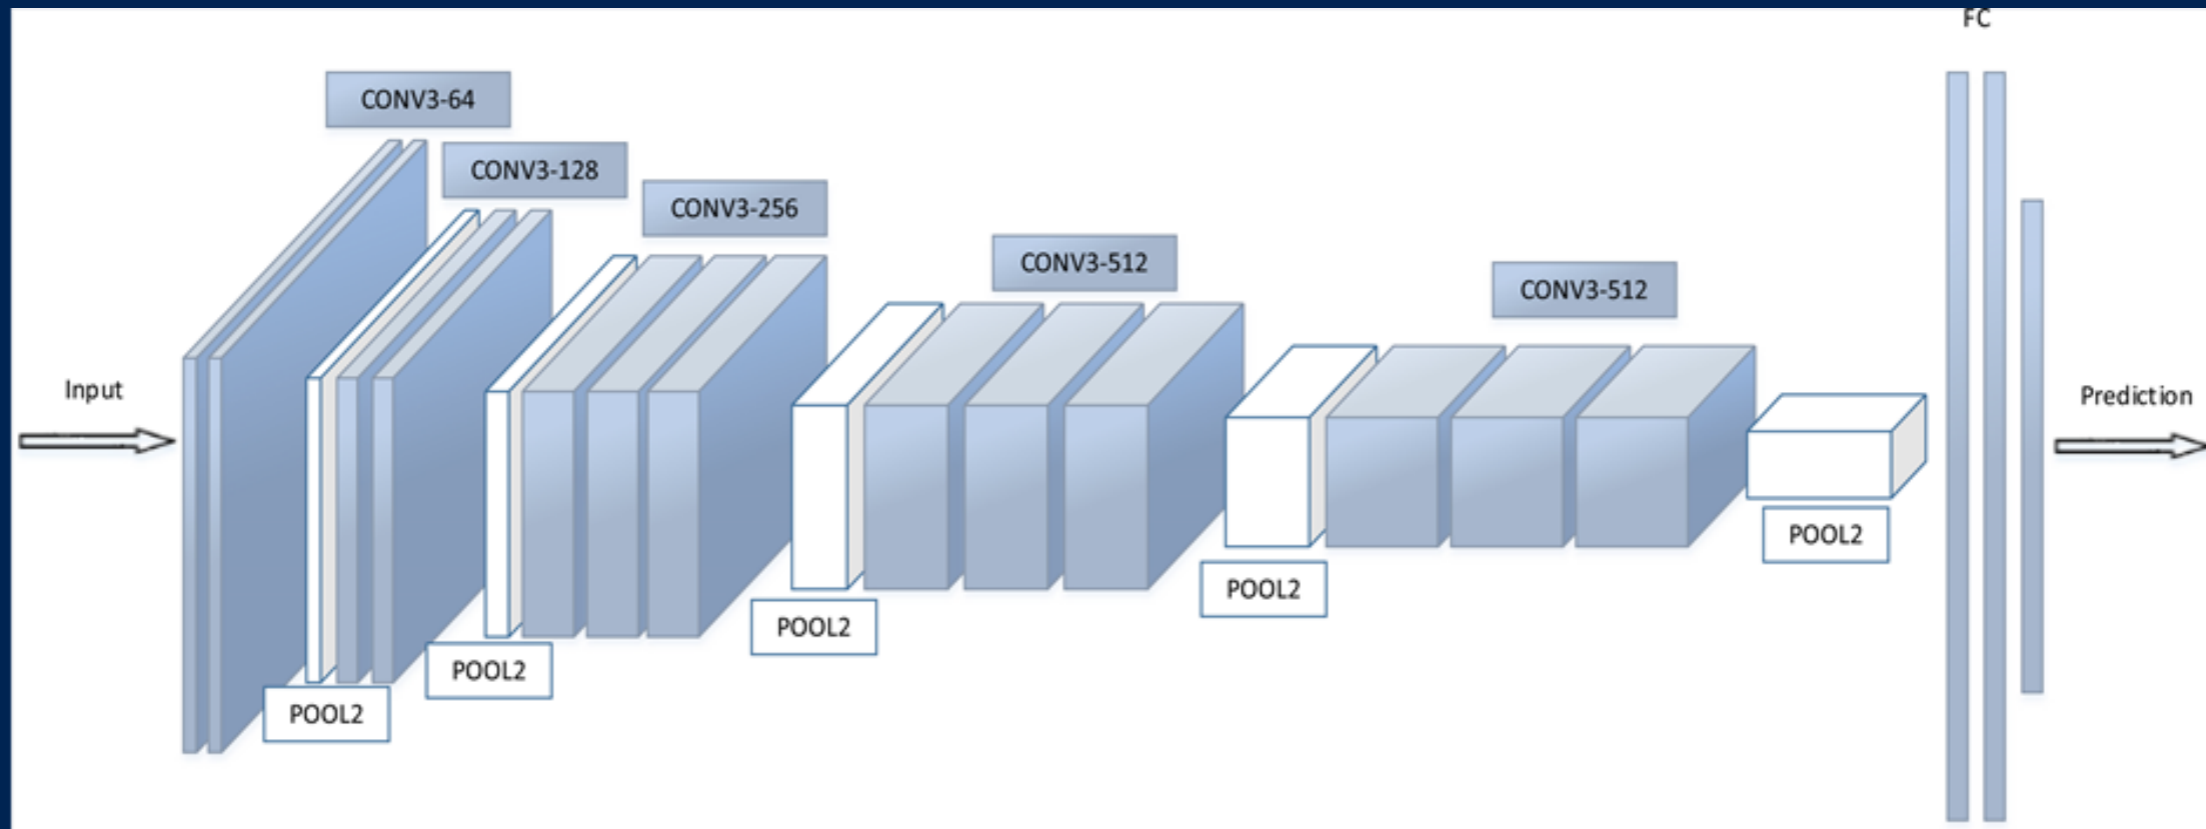 FC
CONV3-64
CONV3-128
CONV3-256
CONV3-512
CONV3-512
Input
Prediction
POOL2
POOL2
POOL2
POOL2
POOL2